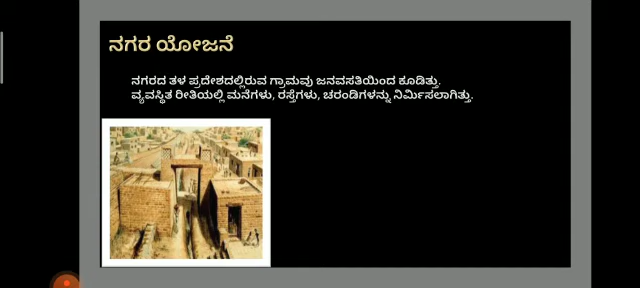 ನಗರ ಯೋಜನೆ
ನಗರದ ತಳ ಪ್ರದೇಶದಲ್ಲಿರುವ ಗ್ರಾಮವು ಜನವಸತಿಯಿಂದ ಕೂಡಿತ್ತು.
ವ್ಯವಸ್ಥಿತ ರೀತಿಯಲ್ಲಿ ಮನೆಗಳು, ರಸ್ತೆಗಳು, ಚರಂಡಿಗಳನ್ನು ನಿರ್ಮಿಸಲಾಗಿತ್ತು.